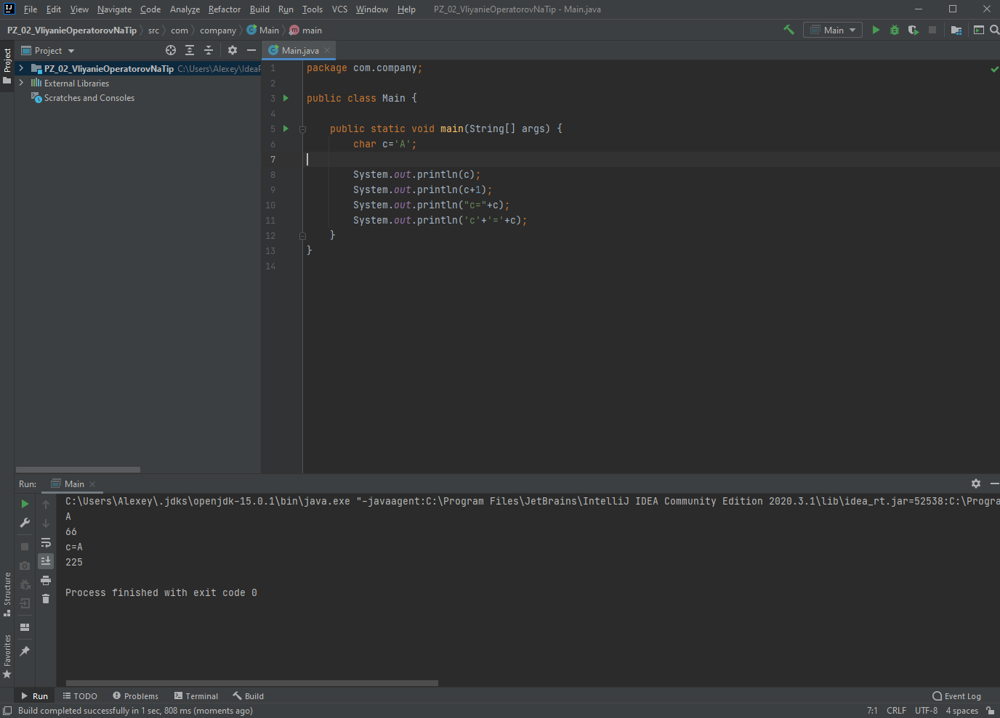 File Edit View Navigate Code Analyze Refactor Build Run Tools VCS Window Help PZ_02_VliyanieOperatorovNaTip - Main.java
PZ_02_VliyanieOperatorovNaTip src com company Main main Main
Project
Project
Main.java
PZ_02_VliyanieOperatorovNaTip C:\Users\Alexey\IdeaP
External Libraries
Scratches and Consoles
1 package com.company;
2
3 public class Main {
4
5 public static void main(String[] args) {
6 char c='A';
7
8 System.out.println(c);
9 System.out.println(c+1);
10 System.out.println("c="+c);
11 System.out.println('c'+'='+c);
12 }
13 }
14
Run: Main
C:\Users\Alexey\.jdks\openjdk-15.0.1\bin\java.exe "-javaagent:C:\Program Files\JetBrains\IntelliJ IDEA Community Edition 2020.3.1\lib\idea_rt.jar=52538:C:\Progra
A
66
c=A
225
Process finished with exit code 0
Structure
Favorites
Run TODO Problems Terminal Build Event Log
Build completed successfully in 1 sec, 808 ms (moments ago) 7:1 CRLF UTF-8 4 spaces